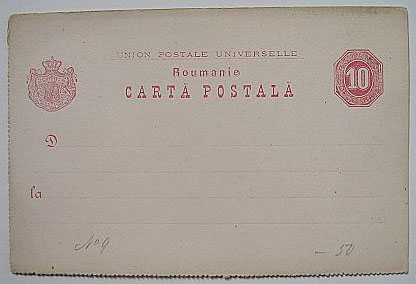 UNION POSTALE UNIVERSELLE
Roumanie
CARTĂ POSTALĂ
10
D
la
No 9
— 50